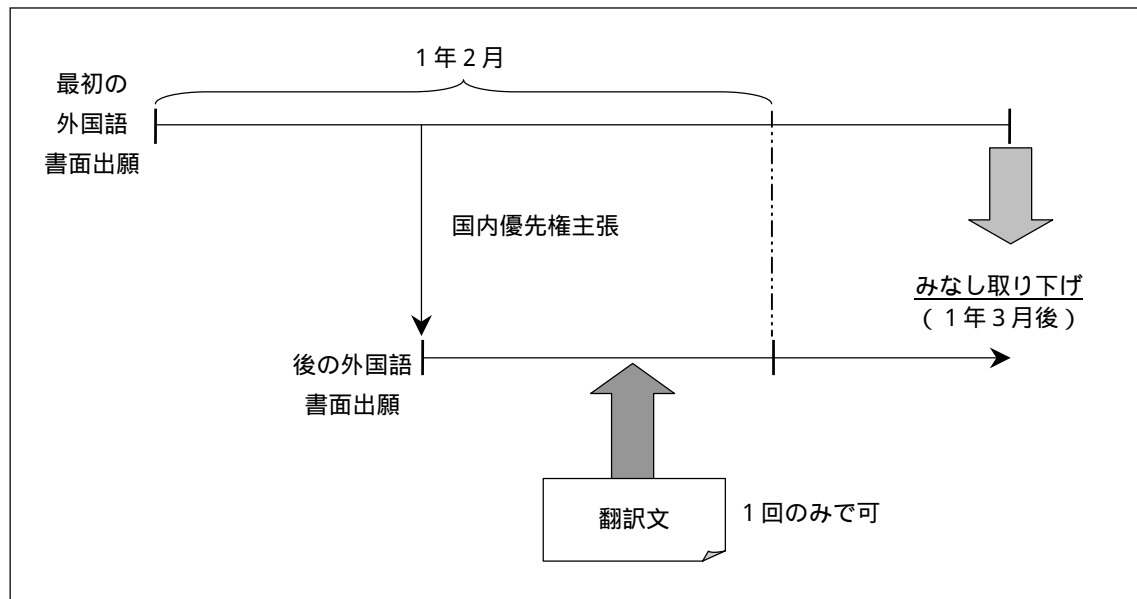 1年2月
最初の
外国語
書面出願
国内優先権主張
みなし取り下げ
(1年3月後)
後の外国語
書面出願
翻訳文
1回のみで可